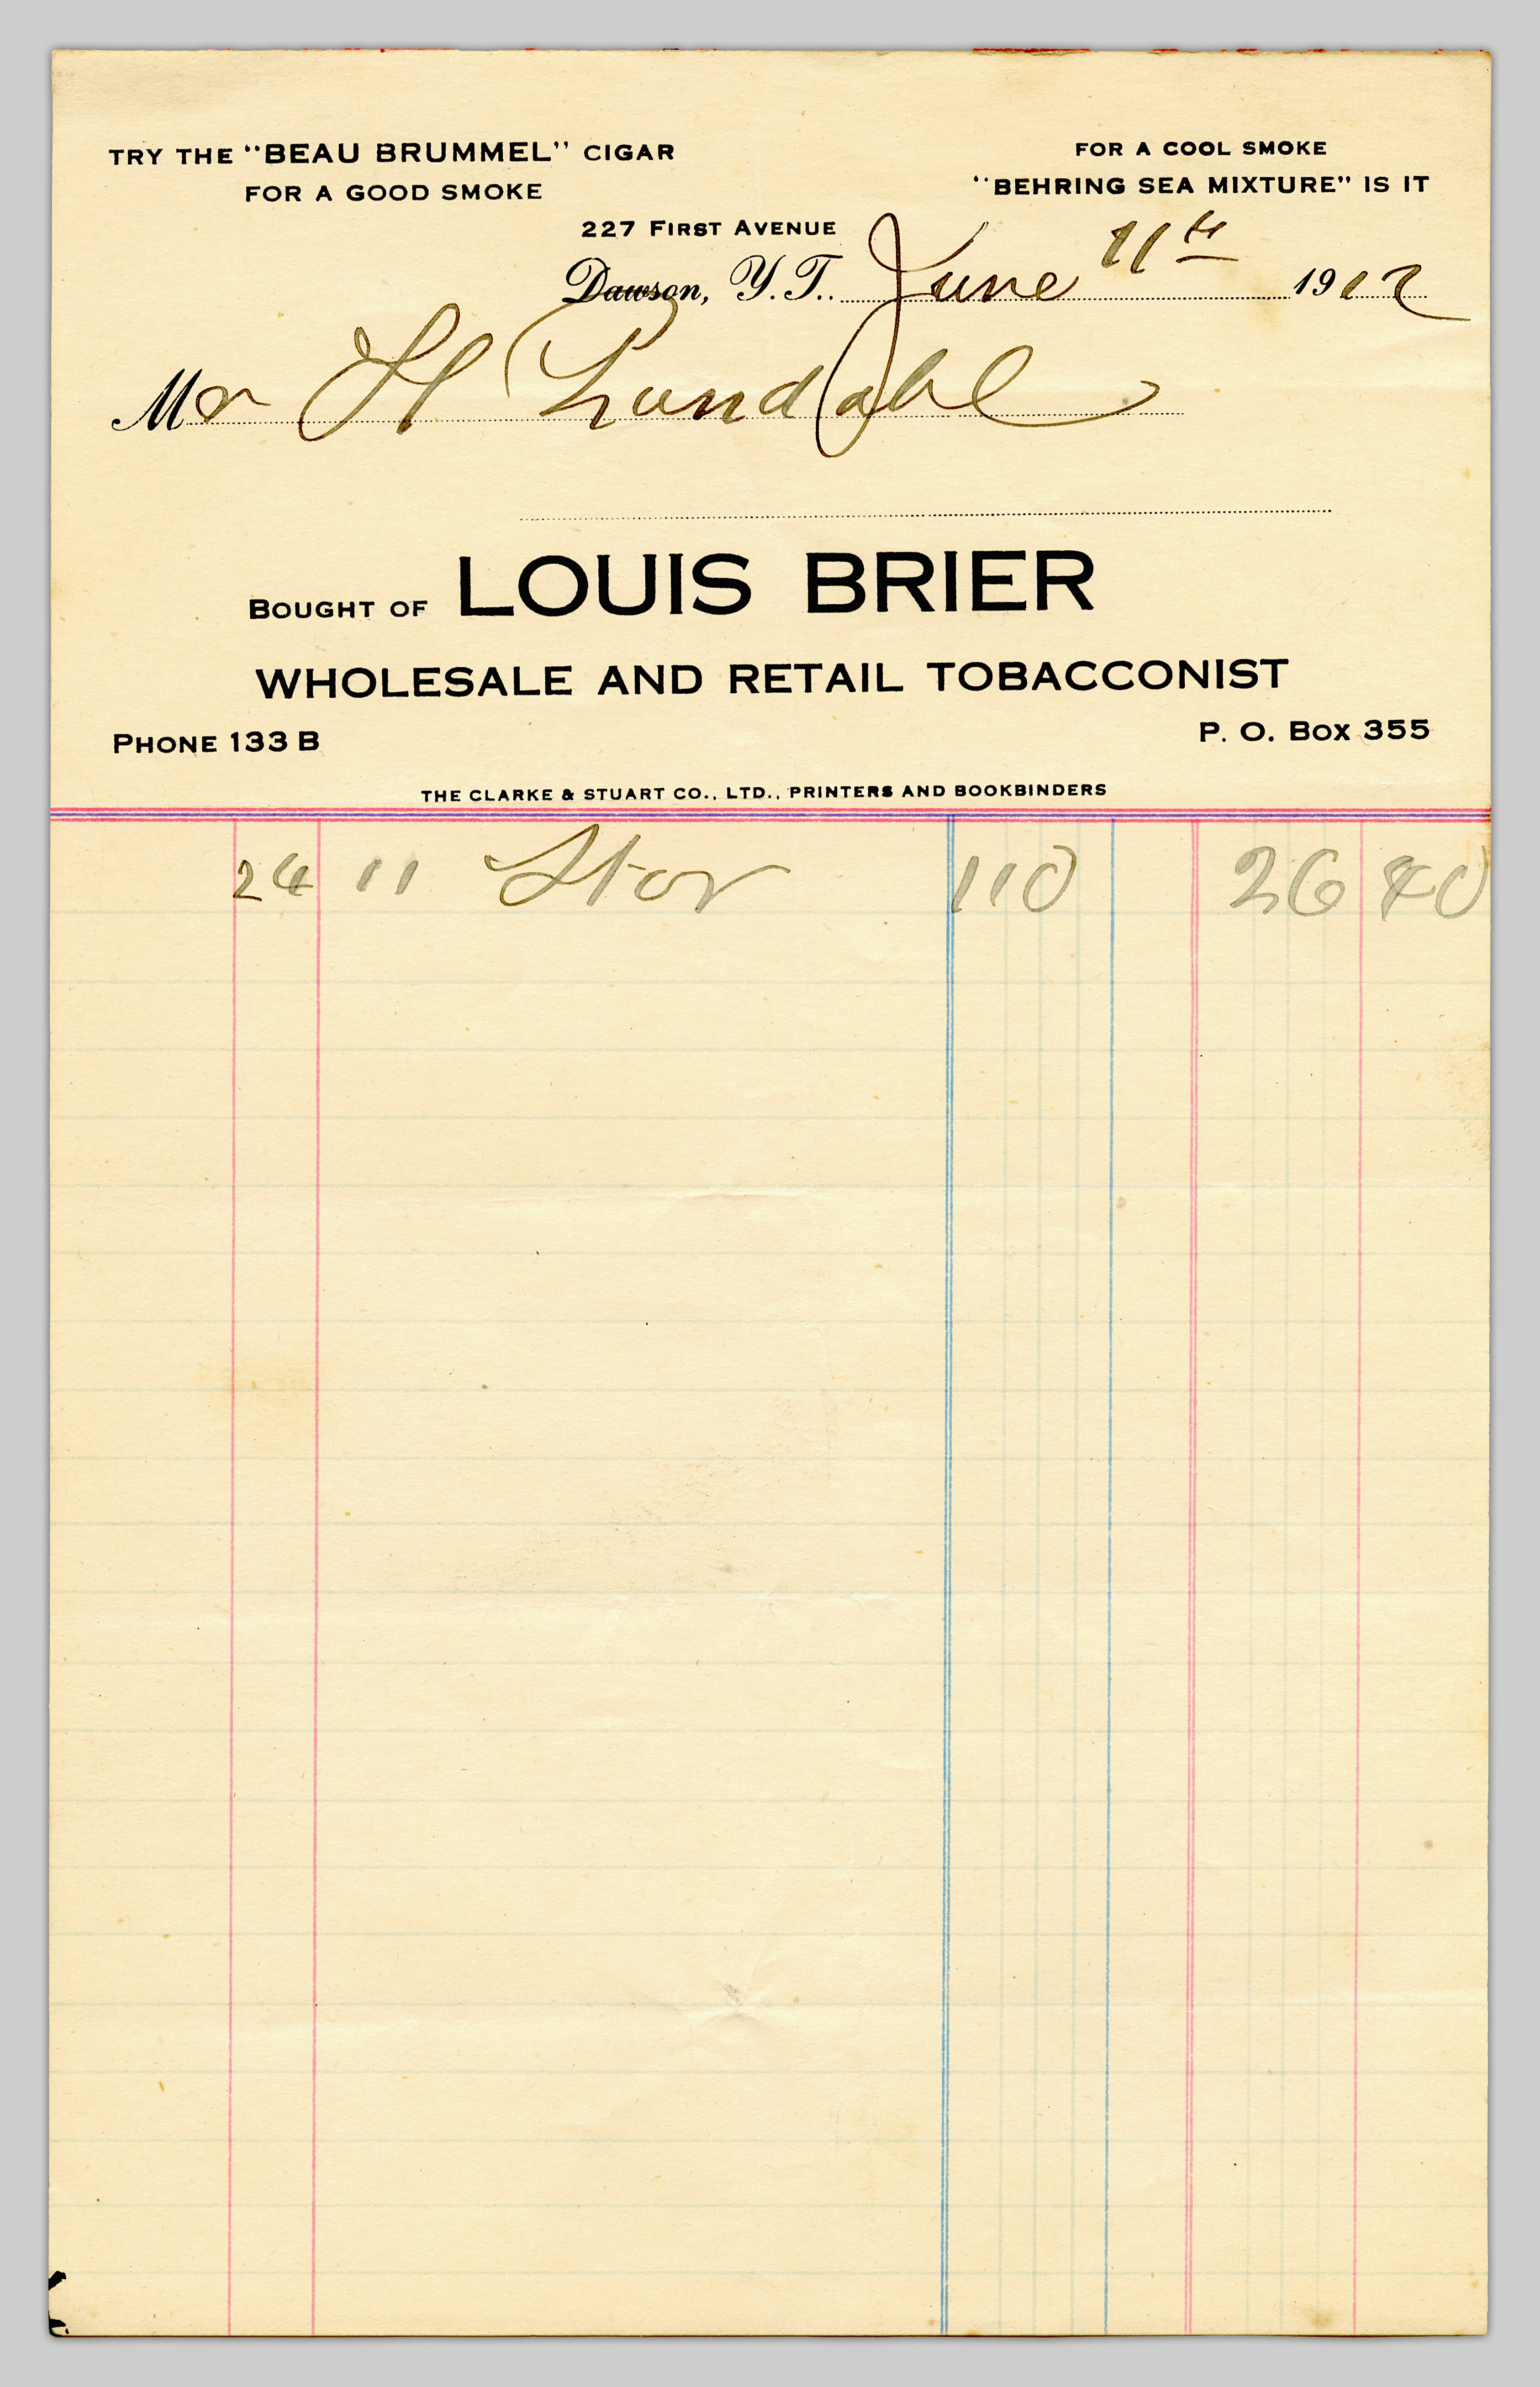 TRY THE "BEAU BRUMMEL" CIGAR
FOR A GOOD SMOKE
FOR A COOL SMOKE
"BEHRING SEA MIXTURE" IS IT
227 FIRST AVENUE
Dawson, Y.T. June 11th 1912
Mr H Lundahl
BOUGHT OF LOUIS BRIER
WHOLESALE AND RETAIL TOBACCONIST
PHONE 133 B
P. O. BOX 355
THE CLARKE & STUART CO., LTD., PRINTERS AND BOOKBINDERS
24 11 Star 110 26 40